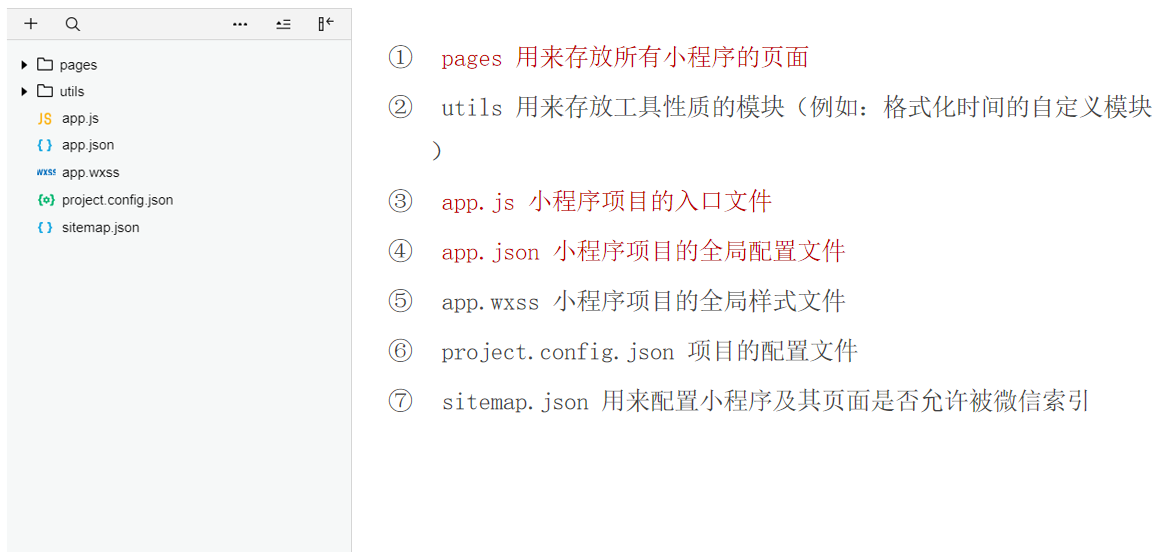 pages
utils
JS app.js
{ } app.json
WXSS app.wxss
project.config.json
{ } sitemap.json
① pages 用来存放所有小程序的页面
② utils 用来存放工具性质的模块（例如：格式化时间的自定义模块
）
③ app.js 小程序项目的入口文件
④ app.json 小程序项目的全局配置文件
⑤ app.wxss 小程序项目的全局样式文件
⑥ project.config.json 项目的配置文件
⑦ sitemap.json 用来配置小程序及其页面是否允许被微信索引